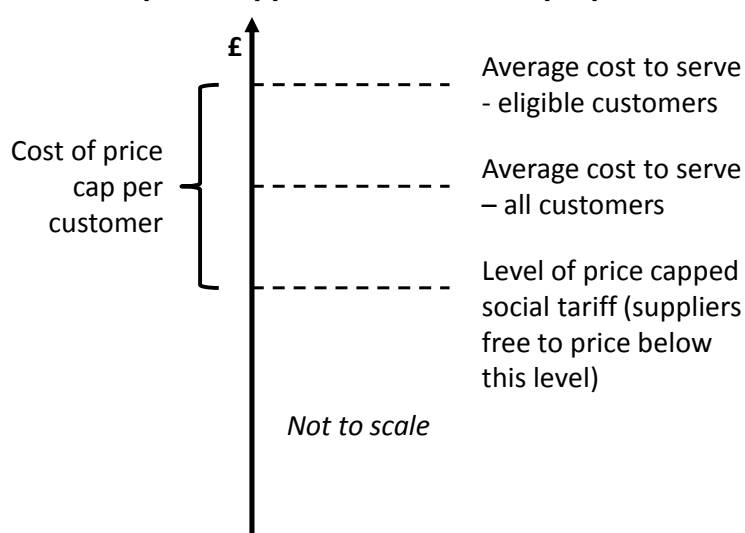 £
Average cost to serve
- eligible customers
Cost of price
cap per
customer
Average cost to serve
– all customers
Level of price capped
social tariff (suppliers
free to price below
this level)
Not to scale